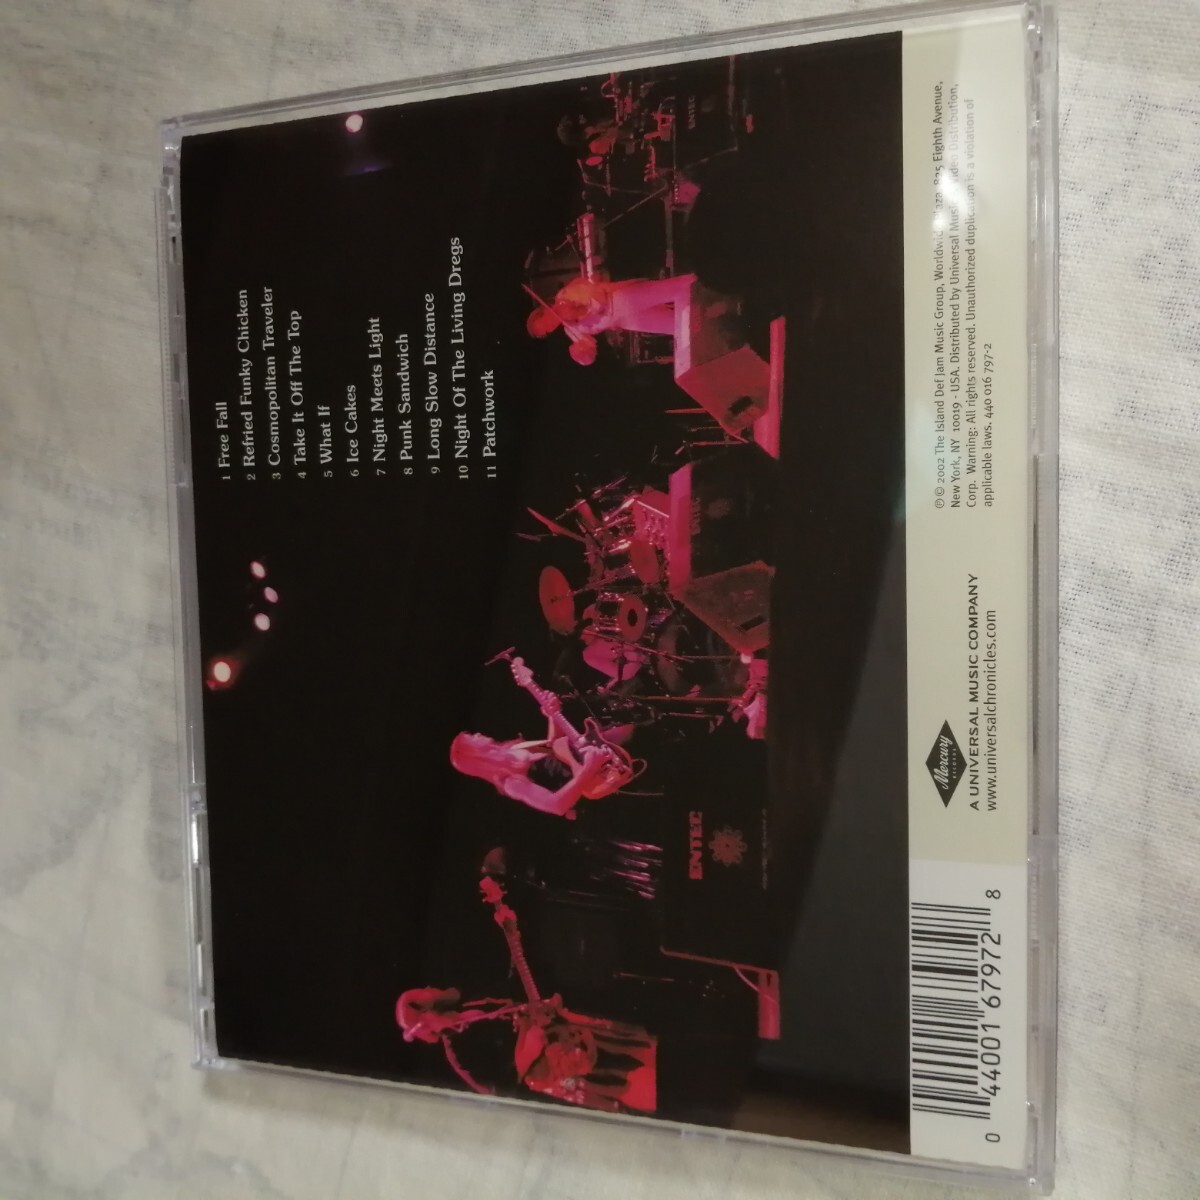 1 Free Fall
2 Refried Funky Chicken
3 Cosmopolitan Traveler
4 Take It Off The Top
5 What If
6 Ice Cakes
7 Night Meets Light
8 Punk Sandwich
9 Long Slow Distance
10 Night Of The Living Dregs
11 Patchwork
ENTEC
ENTEC
Mercury
RECORDS
A UNIVERSAL MUSIC COMPANY
www.universalchronicles.com
℗ © 2002 The Island Def Jam Music Group, Worldwide Plaza, 825 Eighth Avenue,
New York, NY 10019 - USA. Distributed by Universal Music & Video Distribution,
Corp. Warning: All rights reserved. Unauthorized duplication is a violation of
applicable laws. 440 016 797-2
0 44001 67972 8